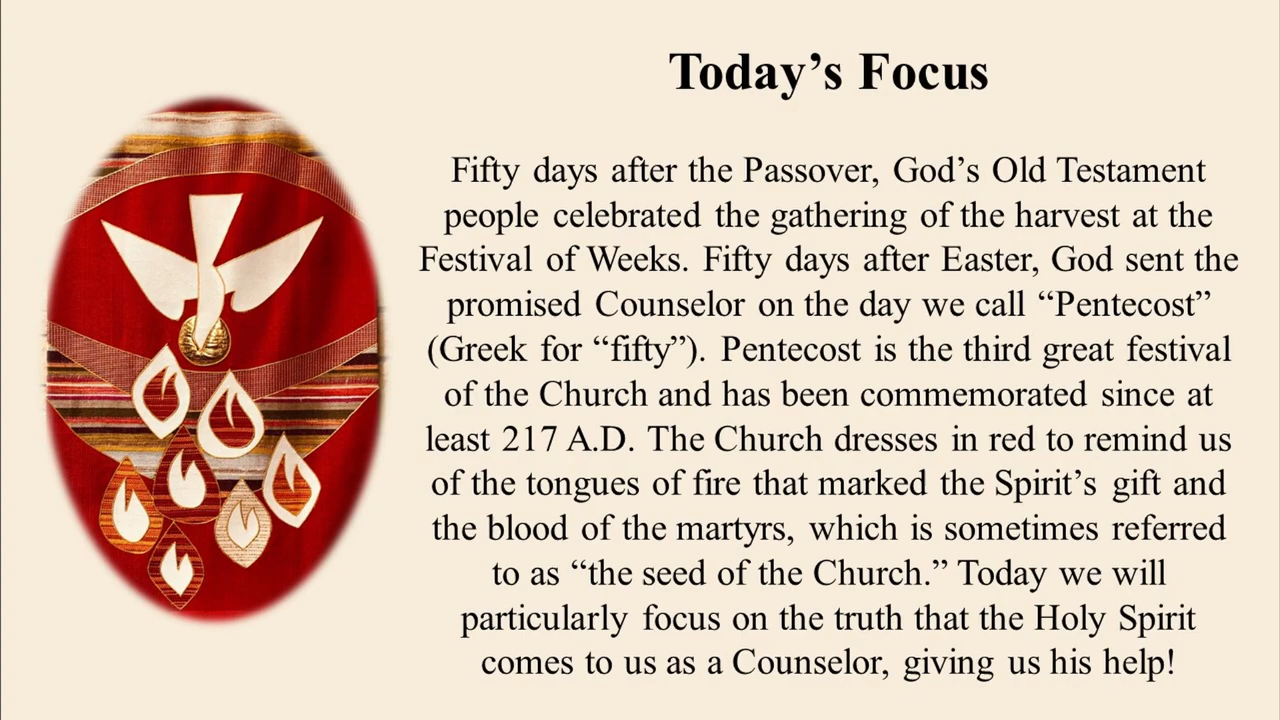 Today’s Focus
Fifty days after the Passover, God’s Old Testament
people celebrated the gathering of the harvest at the
Festival of Weeks. Fifty days after Easter, God sent the
promised Counselor on the day we call “Pentecost”
(Greek for “fifty”). Pentecost is the third great festival
of the Church and has been commemorated since at
least 217 A.D. The Church dresses in red to remind us
of the tongues of fire that marked the Spirit’s gift and
the blood of the martyrs, which is sometimes referred
to as “the seed of the Church.” Today we will
particularly focus on the truth that the Holy Spirit
comes to us as a Counselor, giving us his help!